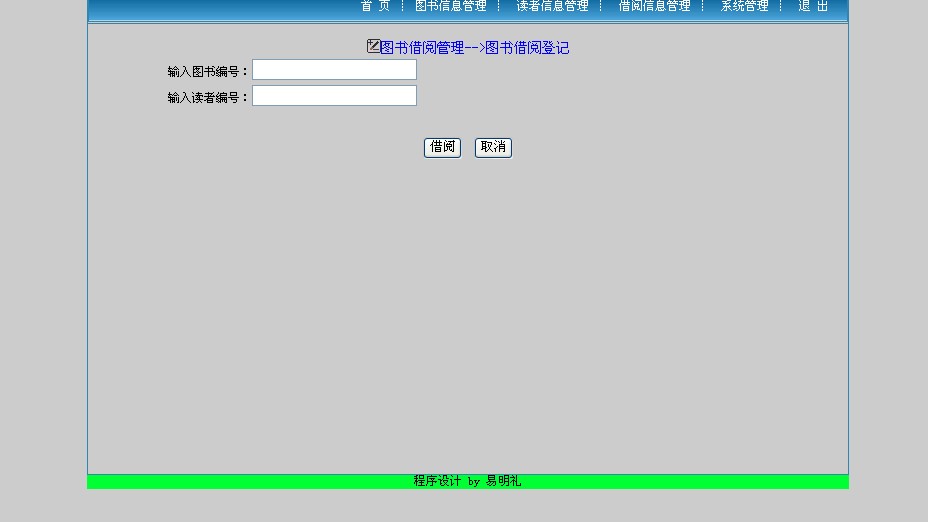 首 页 ┊ 图书信息管理 ┊ 读者信息管理 ┊ 借阅信息管理 ┊ 系统管理 ┊ 退 出
图书借阅管理-->图书借阅登记
输入图书编号：
输入读者编号：
借阅 取消
程序设计 by 易明礼